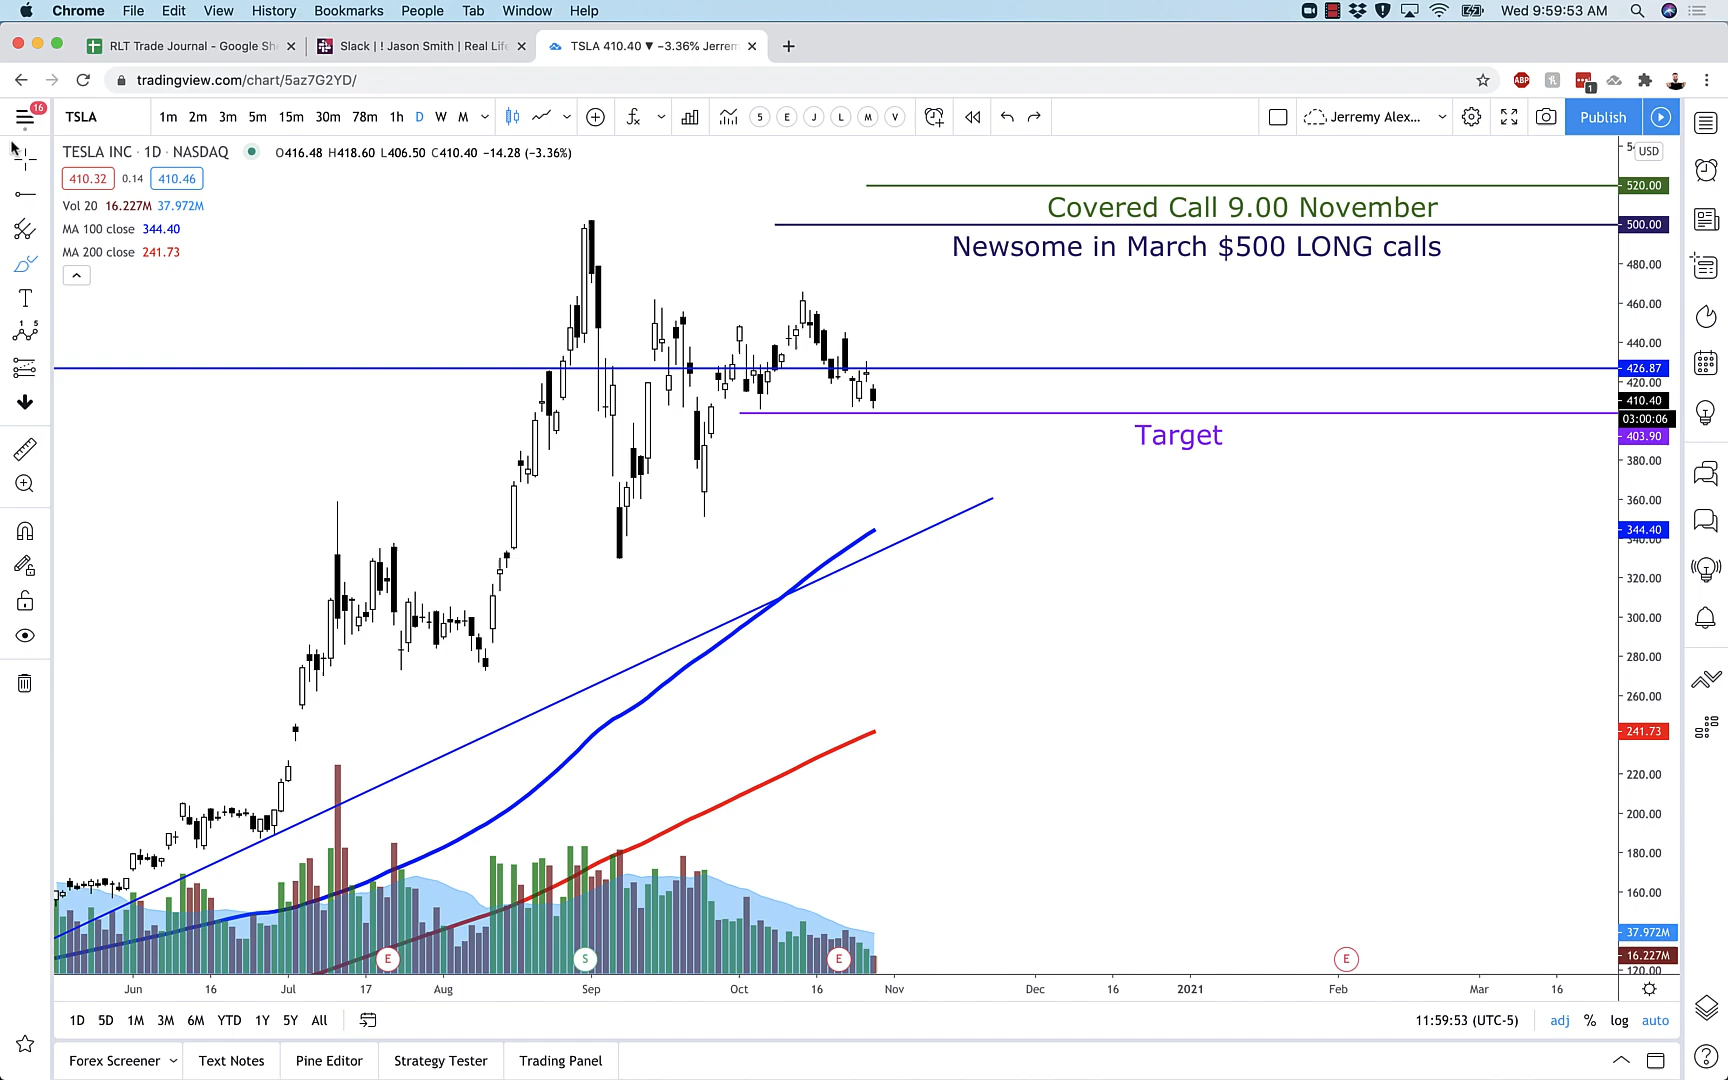 Chrome File Edit View History Bookmarks People Tab Window Help Wed 9:59:53 AM
RLT Trade Journal - Google She Slack | ! Jason Smith | Real Life TSLA 410.40 ▼ −3.36% Jerrem
tradingview.com/chart/5az7G2YD/
16 TSLA 1m 2m 3m 5m 15m 30m 78m 1h D W M 5 E J L M V Jeremy Alex... Publish
TESLA INC · 1D · NASDAQ O416.48 H418.60 L406.50 C410.40 −14.28 (−3.36%)
USD
410.32 0.14 410.46
520.00
Vol 20 16.227M 37.972M
Covered Call 9.00 November
500.00
MA 100 close 344.40
Newsome in March $500 LONG calls
MA 200 close 241.73
480.00
460.00
440.00
426.87
420.00
410.40
03:00:06
403.90
Target
380.00
360.00
344.40
340.00
320.00
300.00
280.00
260.00
241.73
220.00
200.00
180.00
160.00
37.972M
16.227M
120.00
E S E E
Jun 16 Jul 17 Aug Sep Oct 16 Nov Dec 16 2021 Feb Mar 16
1D 5D 1M 3M 6M YTD 1Y 5Y All 11:59:53 (UTC-5) adj % log auto
Forex Screener Text Notes Pine Editor Strategy Tester Trading Panel